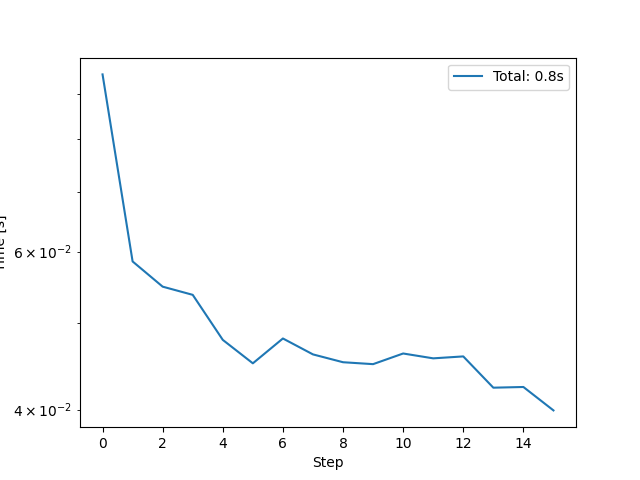 Total: 0.8s
Time [s]
6 × 10⁻²
4 × 10⁻²
0 2 4 6 8 10 12 14
Step